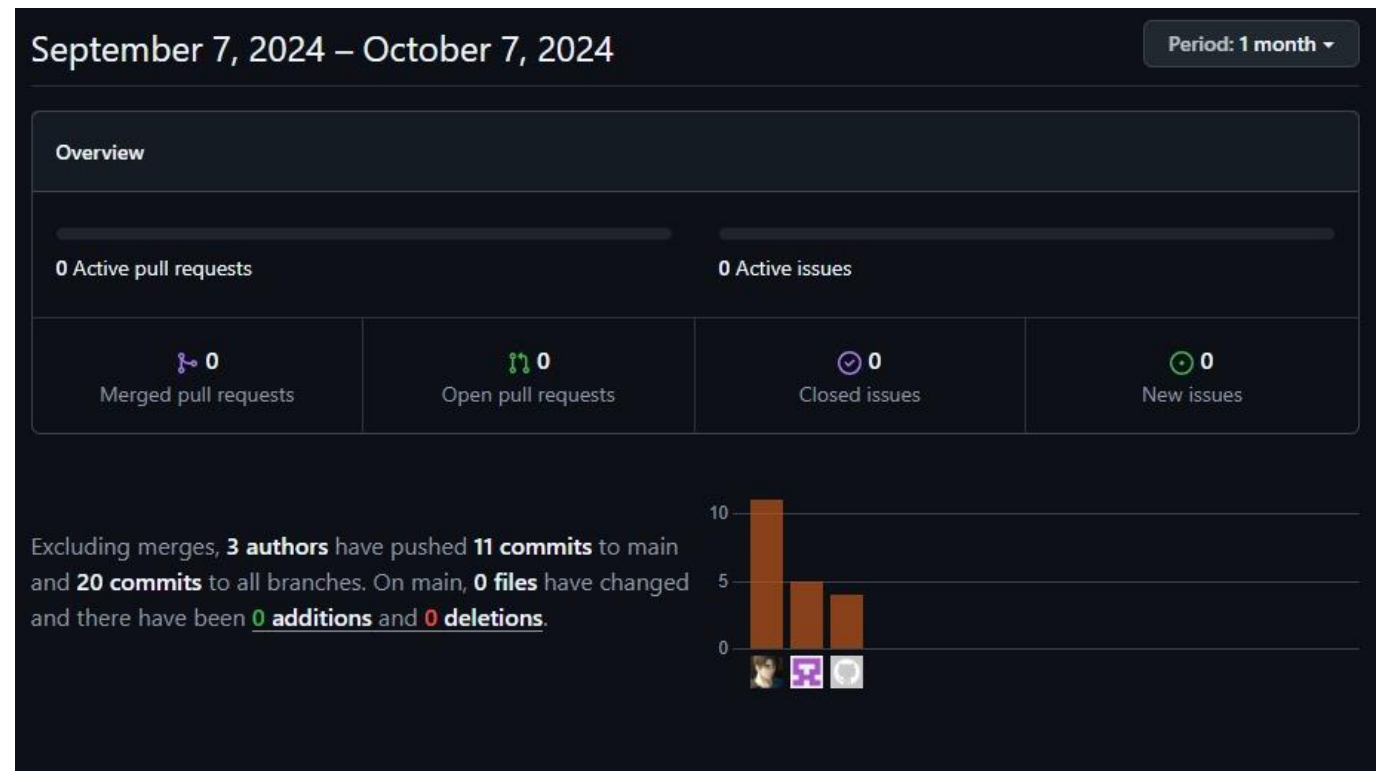 September 7, 2024 – October 7, 2024
Period: 1 month
Overview
0 Active pull requests
0 Active issues
0
Merged pull requests
0
Open pull requests
0
Closed issues
0
New issues
Excluding merges, 3 authors have pushed 11 commits to main
and 20 commits to all branches. On main, 0 files have changed
and there have been 0 additions and 0 deletions.
10
5
0